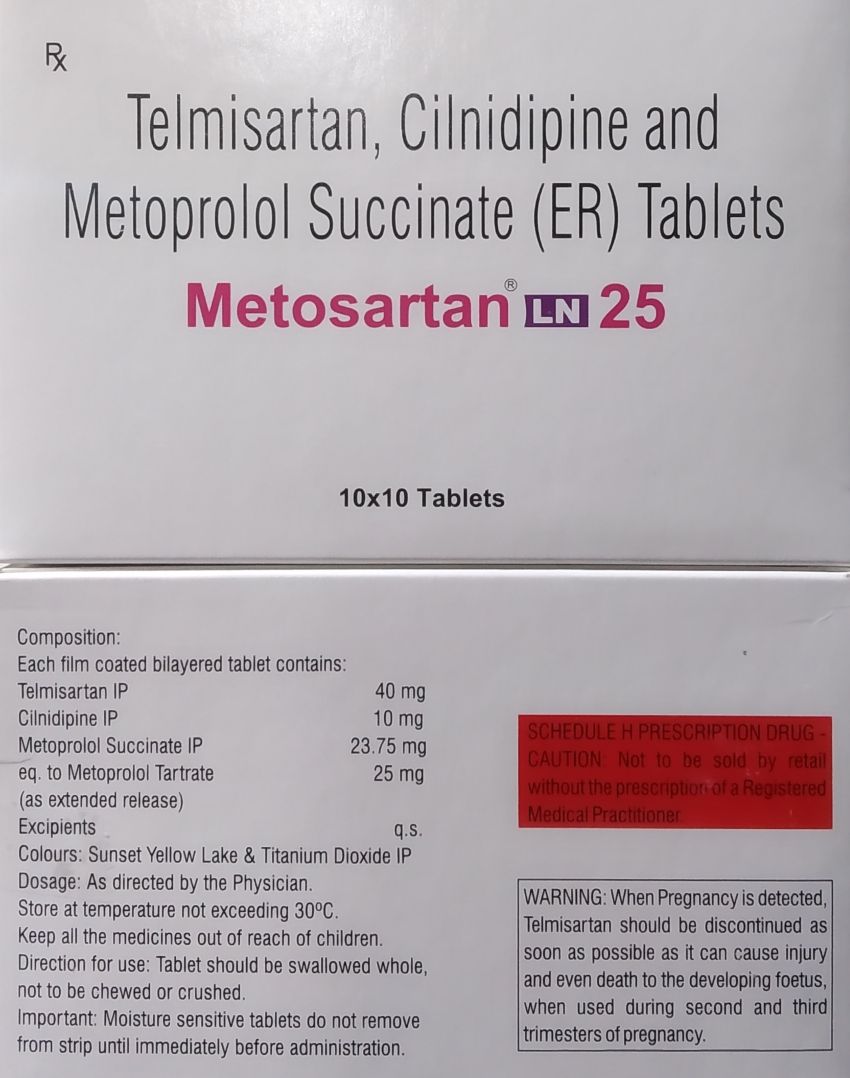 Rx
Telmisartan, Cilnidipine and
Metoprolol Succinate (ER) Tablets
Metosartan® LN 25
10x10 Tablets
Composition:
Each film coated bilayered tablet contains:
Telmisartan IP 40 mg
Cilnidipine IP 10 mg
Metoprolol Succinate IP 23.75 mg
eq. to Metoprolol Tartrate 25 mg
(as extended release)
Excipients q.s.
Colours: Sunset Yellow Lake & Titanium Dioxide IP
Dosage: As directed by the Physician.
Store at temperature not exceeding 30ºC.
Keep all the medicines out of reach of children.
Direction for use: Tablet should be swallowed whole,
not to be chewed or crushed.
Important: Moisture sensitive tablets do not remove
from strip until immediately before administration.
SCHEDULE H PRESCRIPTION DRUG -
CAUTION: Not to be sold by retail
without the prescription of a Registered
Medical Practitioner.
WARNING: When Pregnancy is detected,
Telmisartan should be discontinued as
soon as possible as it can cause injury
and even death to the developing foetus,
when used during second and third
trimesters of pregnancy.